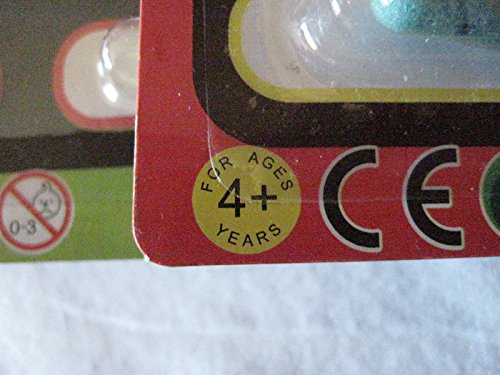 FOR AGES
4+
YEARS
CE
0-3